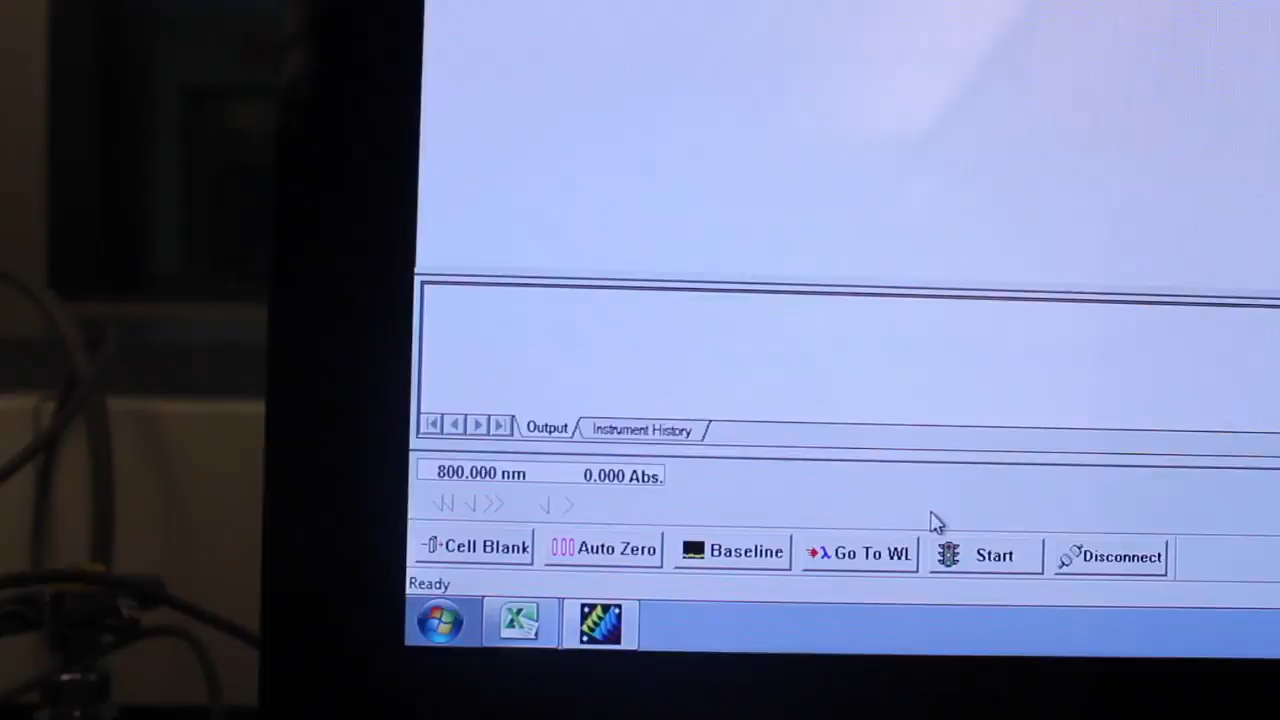 Output Instrument History
800.000 nm 0.000 Abs.
Cell Blank Auto Zero Baseline Go To WL Start Disconnect
Ready